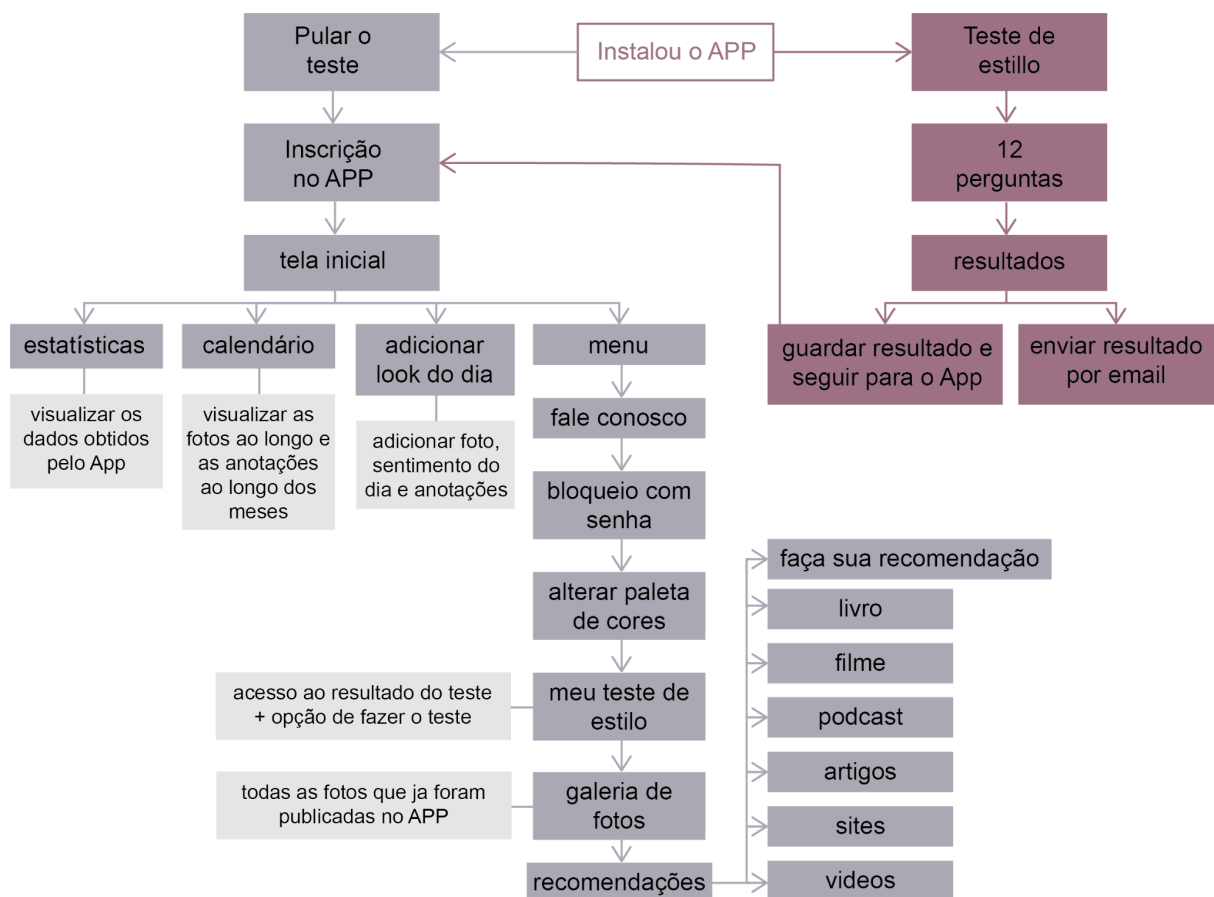 Pular o
teste
Instalou o APP
Teste de
estillo
Inscrição
no APP
12
perguntas
tela inicial
resultados
estatísticas
calendário
adicionar
look do dia
menu
guardar resultado e
seguir para o App
enviar resultado
por email
visualizar os
dados obtidos
pelo App
visualizar as
fotos ao longo e
as anotações
ao longo dos
meses
adicionar foto,
sentimento do
dia e anotações
fale conosco
bloqueio com
senha
alterar paleta
de cores
acesso ao resultado do teste
+ opção de fazer o teste
meu teste de
estilo
todas as fotos que ja foram
publicadas no APP
galeria de
fotos
recomendações
faça sua recomendação
livro
filme
podcast
artigos
sites
videos